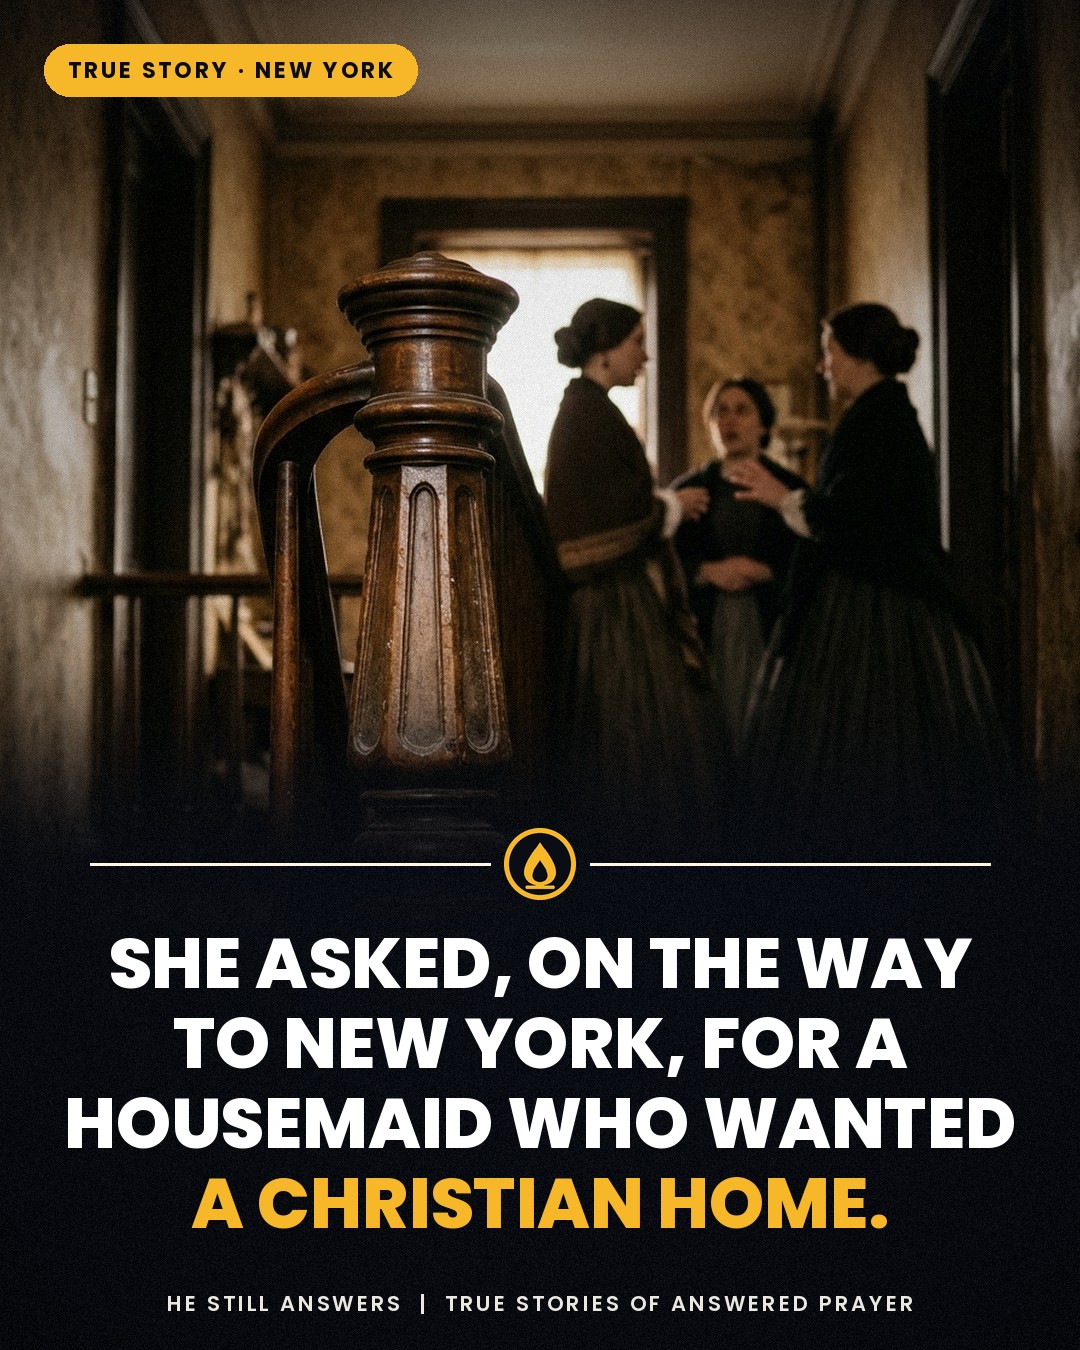 TRUE STORY · NEW YORK
SHE ASKED, ON THE WAY
TO NEW YORK, FOR A
HOUSEMAID WHO WANTED
A CHRISTIAN HOME.
HE STILL ANSWERS | TRUE STORIES OF ANSWERED PRAYER